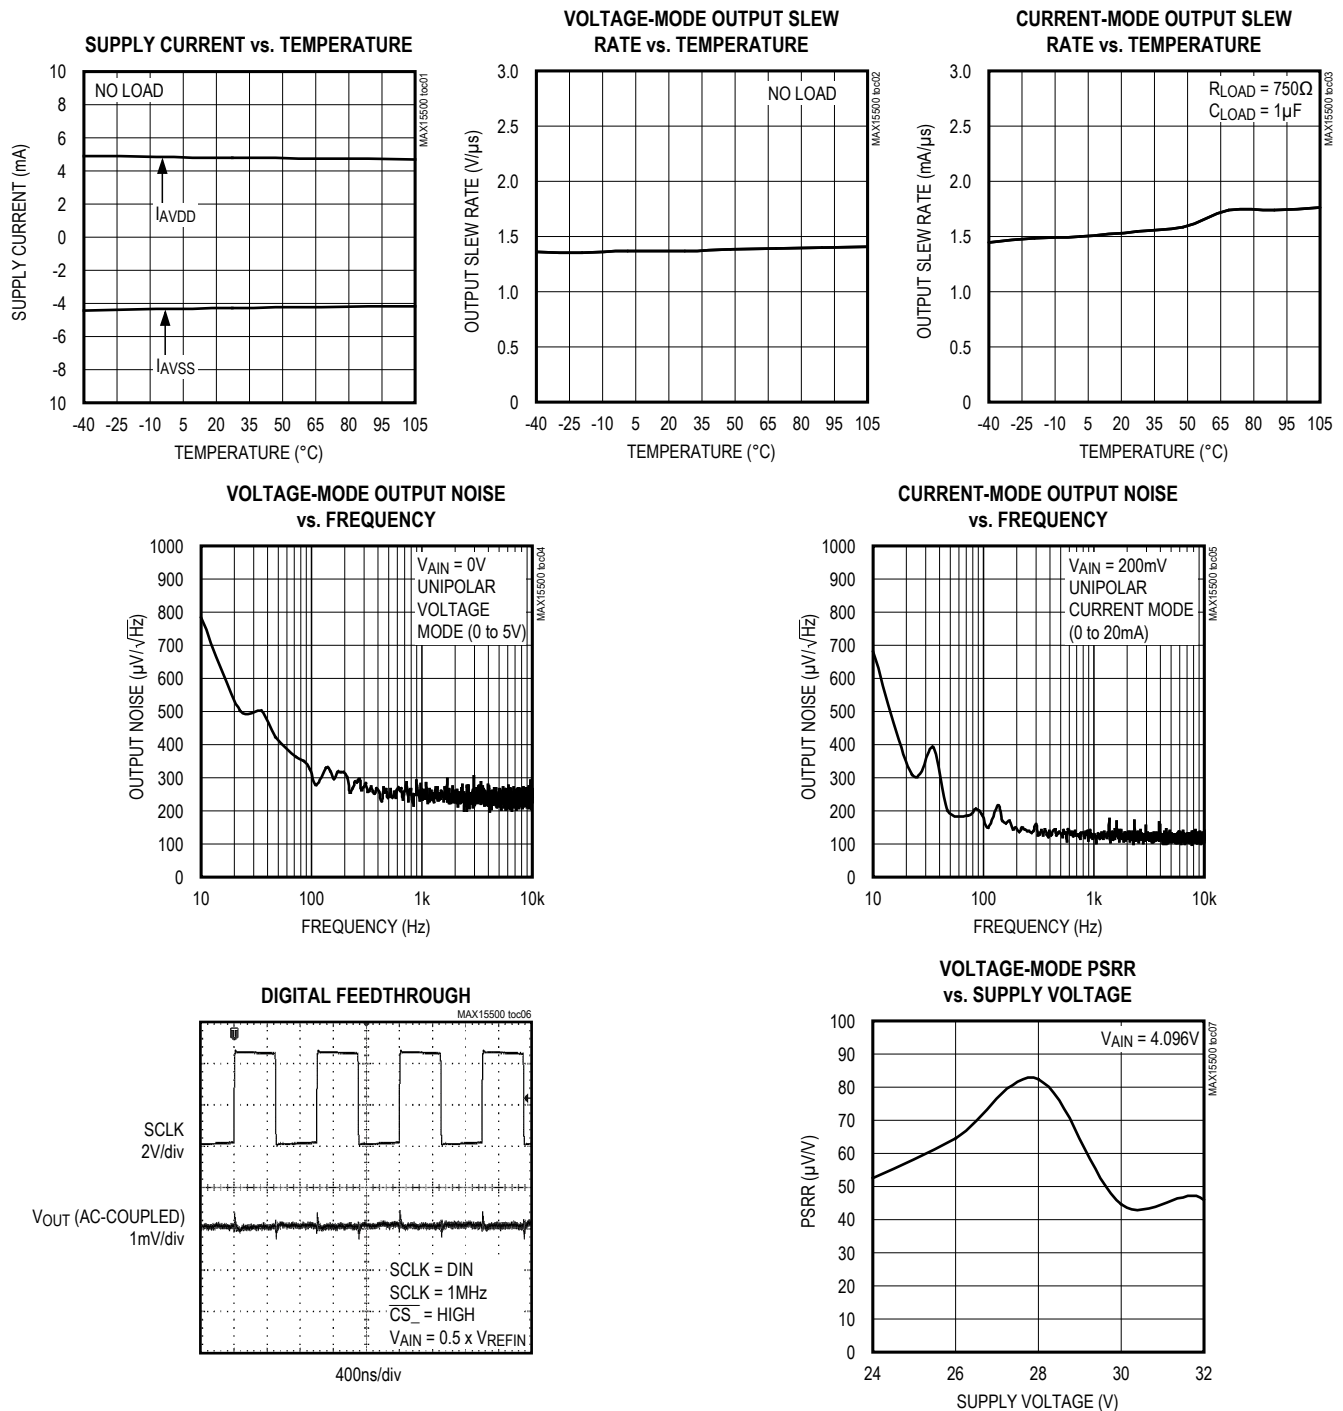 SUPPLY CURRENT vs. TEMPERATURE
10
8
6
4
2
0
-2
-4
-6
-8
10
SUPPLY CURRENT (mA)
NO LOAD
IAVDD
IAVSS
MAX15500 toc01
-40 -25 -10 5 20 35 50 65 80 95 105
TEMPERATURE (°C)
VOLTAGE-MODE OUTPUT SLEW
RATE vs. TEMPERATURE
3.0
2.5
2.0
1.5
1.0
0.5
0
OUTPUT SLEW RATE (V/µs)
NO LOAD
MAX15500 toc02
-40 -25 -10 5 20 35 50 65 80 95 105
TEMPERATURE (°C)
CURRENT-MODE OUTPUT SLEW
RATE vs. TEMPERATURE
3.0
2.5
2.0
1.5
1.0
0.5
0
OUTPUT SLEW RATE (mA/µs)
RLOAD = 750Ω
CLOAD = 1µF
MAX15500 toc03
-40 -25 -10 5 20 35 50 65 80 95 105
TEMPERATURE (°C)
VOLTAGE-MODE OUTPUT NOISE
vs. FREQUENCY
1000
900
800
700
600
500
400
300
200
100
0
OUTPUT NOISE (µV/√Hz)
VAIN = 0V
UNIPOLAR
VOLTAGE
MODE (0 to 5V)
MAX15500 toc04
10 100 1k 10k
FREQUENCY (Hz)
CURRENT-MODE OUTPUT NOISE
vs. FREQUENCY
1000
900
800
700
600
500
400
300
200
100
0
OUTPUT NOISE (µV/√Hz)
VAIN = 200mV
UNIPOLAR
CURRENT MODE
(0 to 20mA)
MAX15500 toc05
10 100 1k 10k
FREQUENCY (Hz)
DIGITAL FEEDTHROUGH
MAX15500 toc06
SCLK
2V/div
VOUT (AC-COUPLED)
1mV/div
SCLK = DIN
SCLK = 1MHz
C̅S̅_̅ = HIGH
VAIN = 0.5 x VREFIN
400ns/div
VOLTAGE-MODE PSRR
vs. SUPPLY VOLTAGE
100
90
80
70
60
50
40
30
20
10
0
PSRR (µV/V)
VAIN = 4.096V
MAX15500 toc07
24 26 28 30 32
SUPPLY VOLTAGE (V)